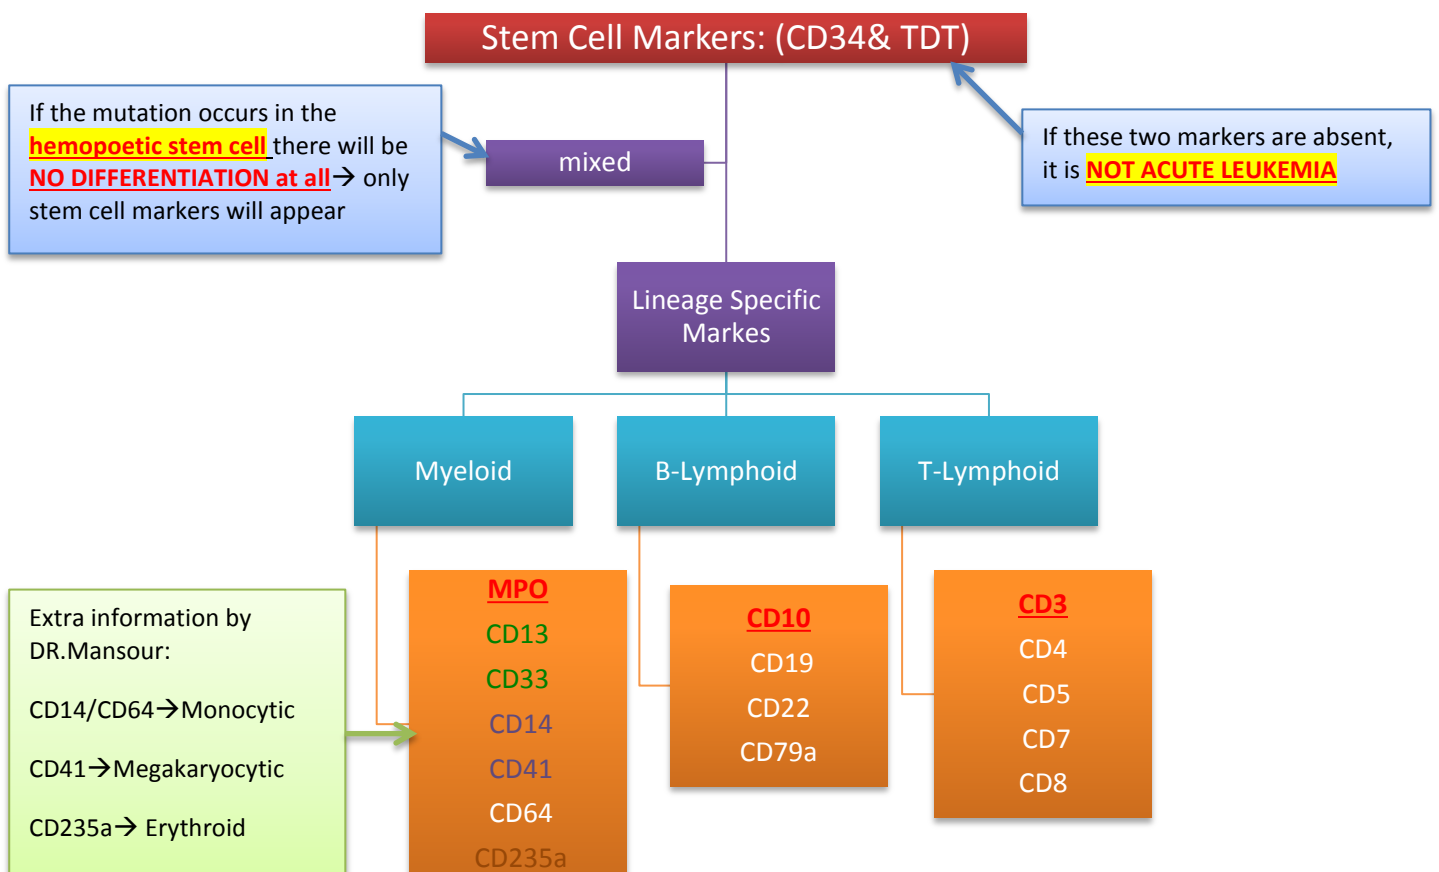 Stem Cell Markers: (CD34& TDT)
If the mutation occurs in the
hemopoetic stem cell there will be
NO DIFFERENTIATION at all→ only
stem cell markers will appear
mixed
If these two markers are absent,
it is NOT ACUTE LEUKEMIA
Lineage Specific
Markes
Myeloid
B-Lymphoid
T-Lymphoid
Extra information by
DR.Mansour:
CD14/CD64→Monocytic
CD41→Megakaryocytic
CD235a→ Erythroid
MPO
CD13
CD33
CD14
CD41
CD64
CD235a
CD10
CD19
CD22
CD79a
CD3
CD4
CD5
CD7
CD8